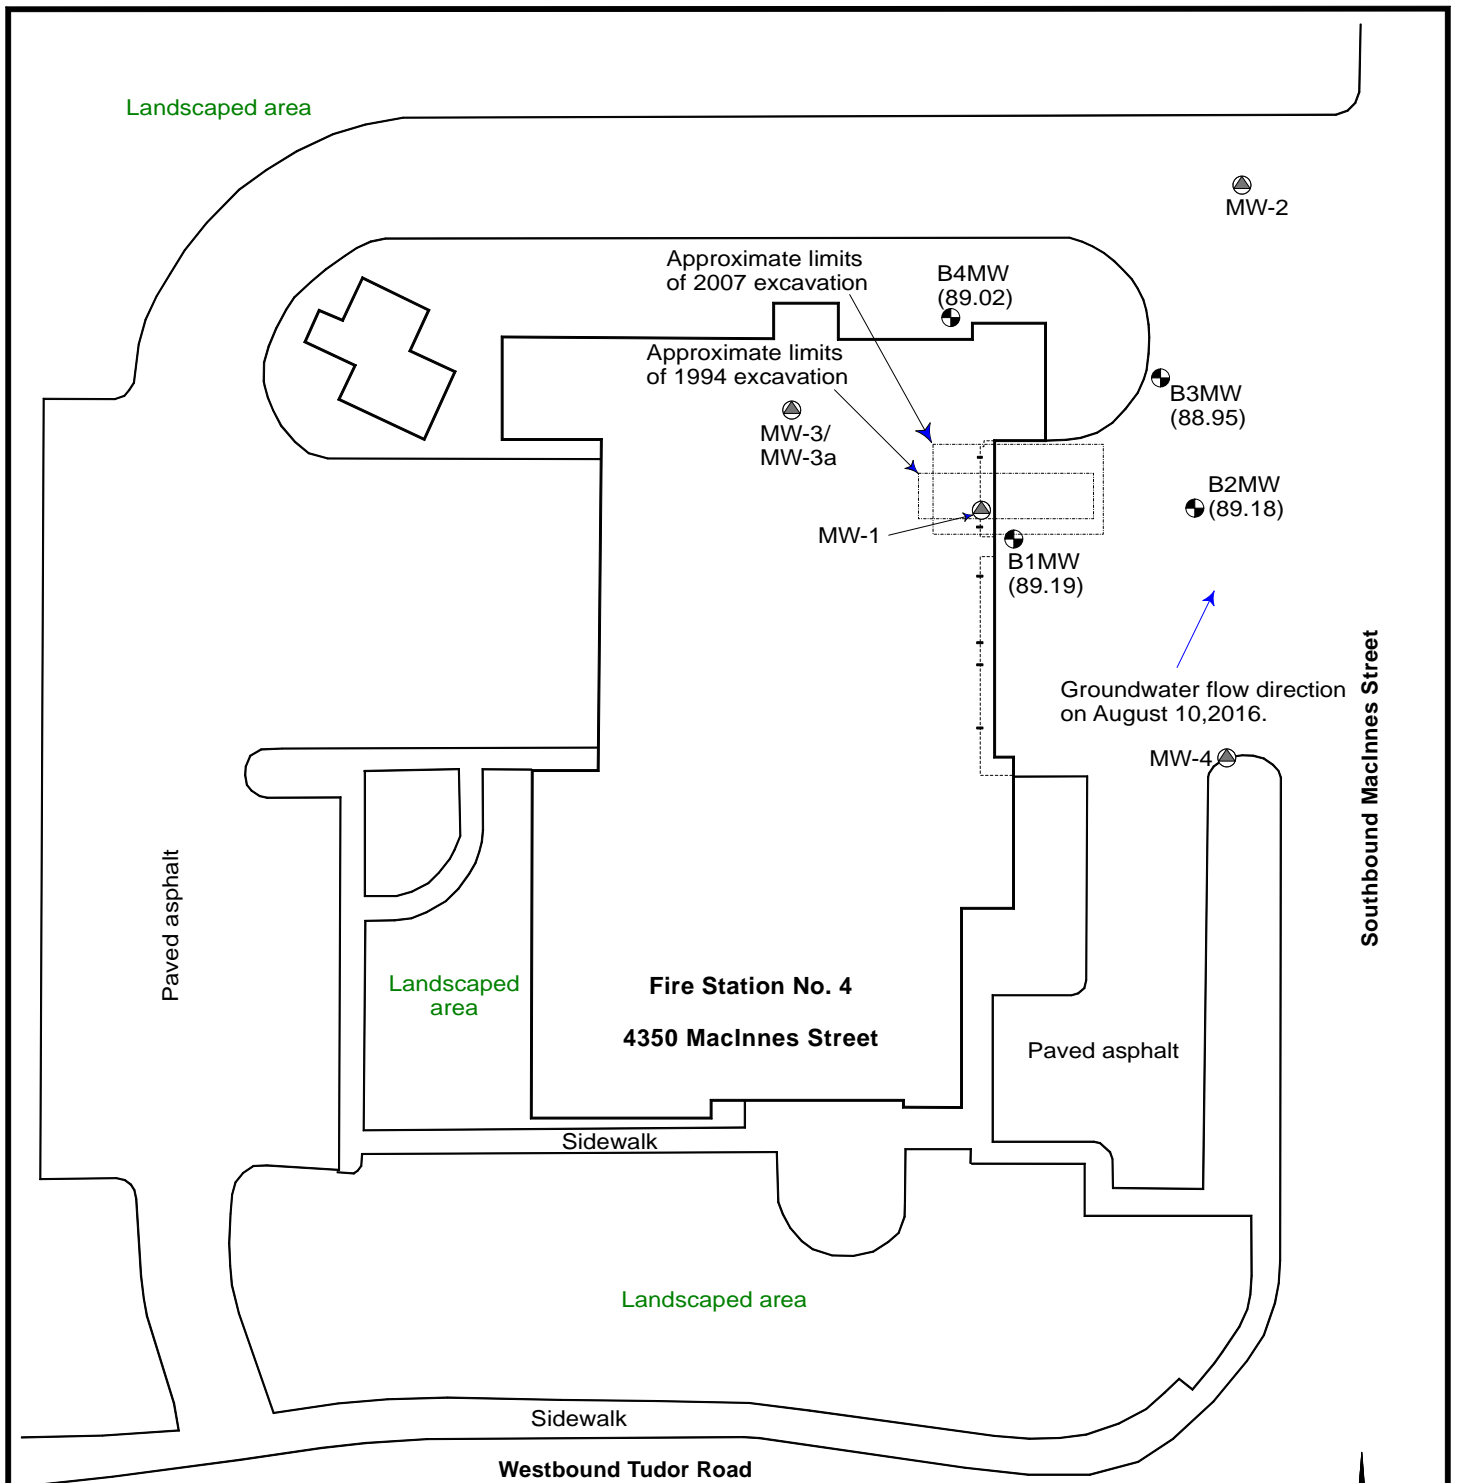 Landscaped area
MW-2
Approximate limits
of 2007 excavation
B4MW
(89.02)
Approximate limits
of 1994 excavation
B3MW
(88.95)
MW-3/
MW-3a
B2MW
(89.18)
MW-1
B1MW
(89.19)
Groundwater flow direction
on August 10,2016.
Southbound MacInnes Street
MW-4
Paved asphalt
Landscaped
area
Fire Station No. 4
4350 MacInnes Street
Paved asphalt
Sidewalk
Landscaped area
Sidewalk
Westbound Tudor Road